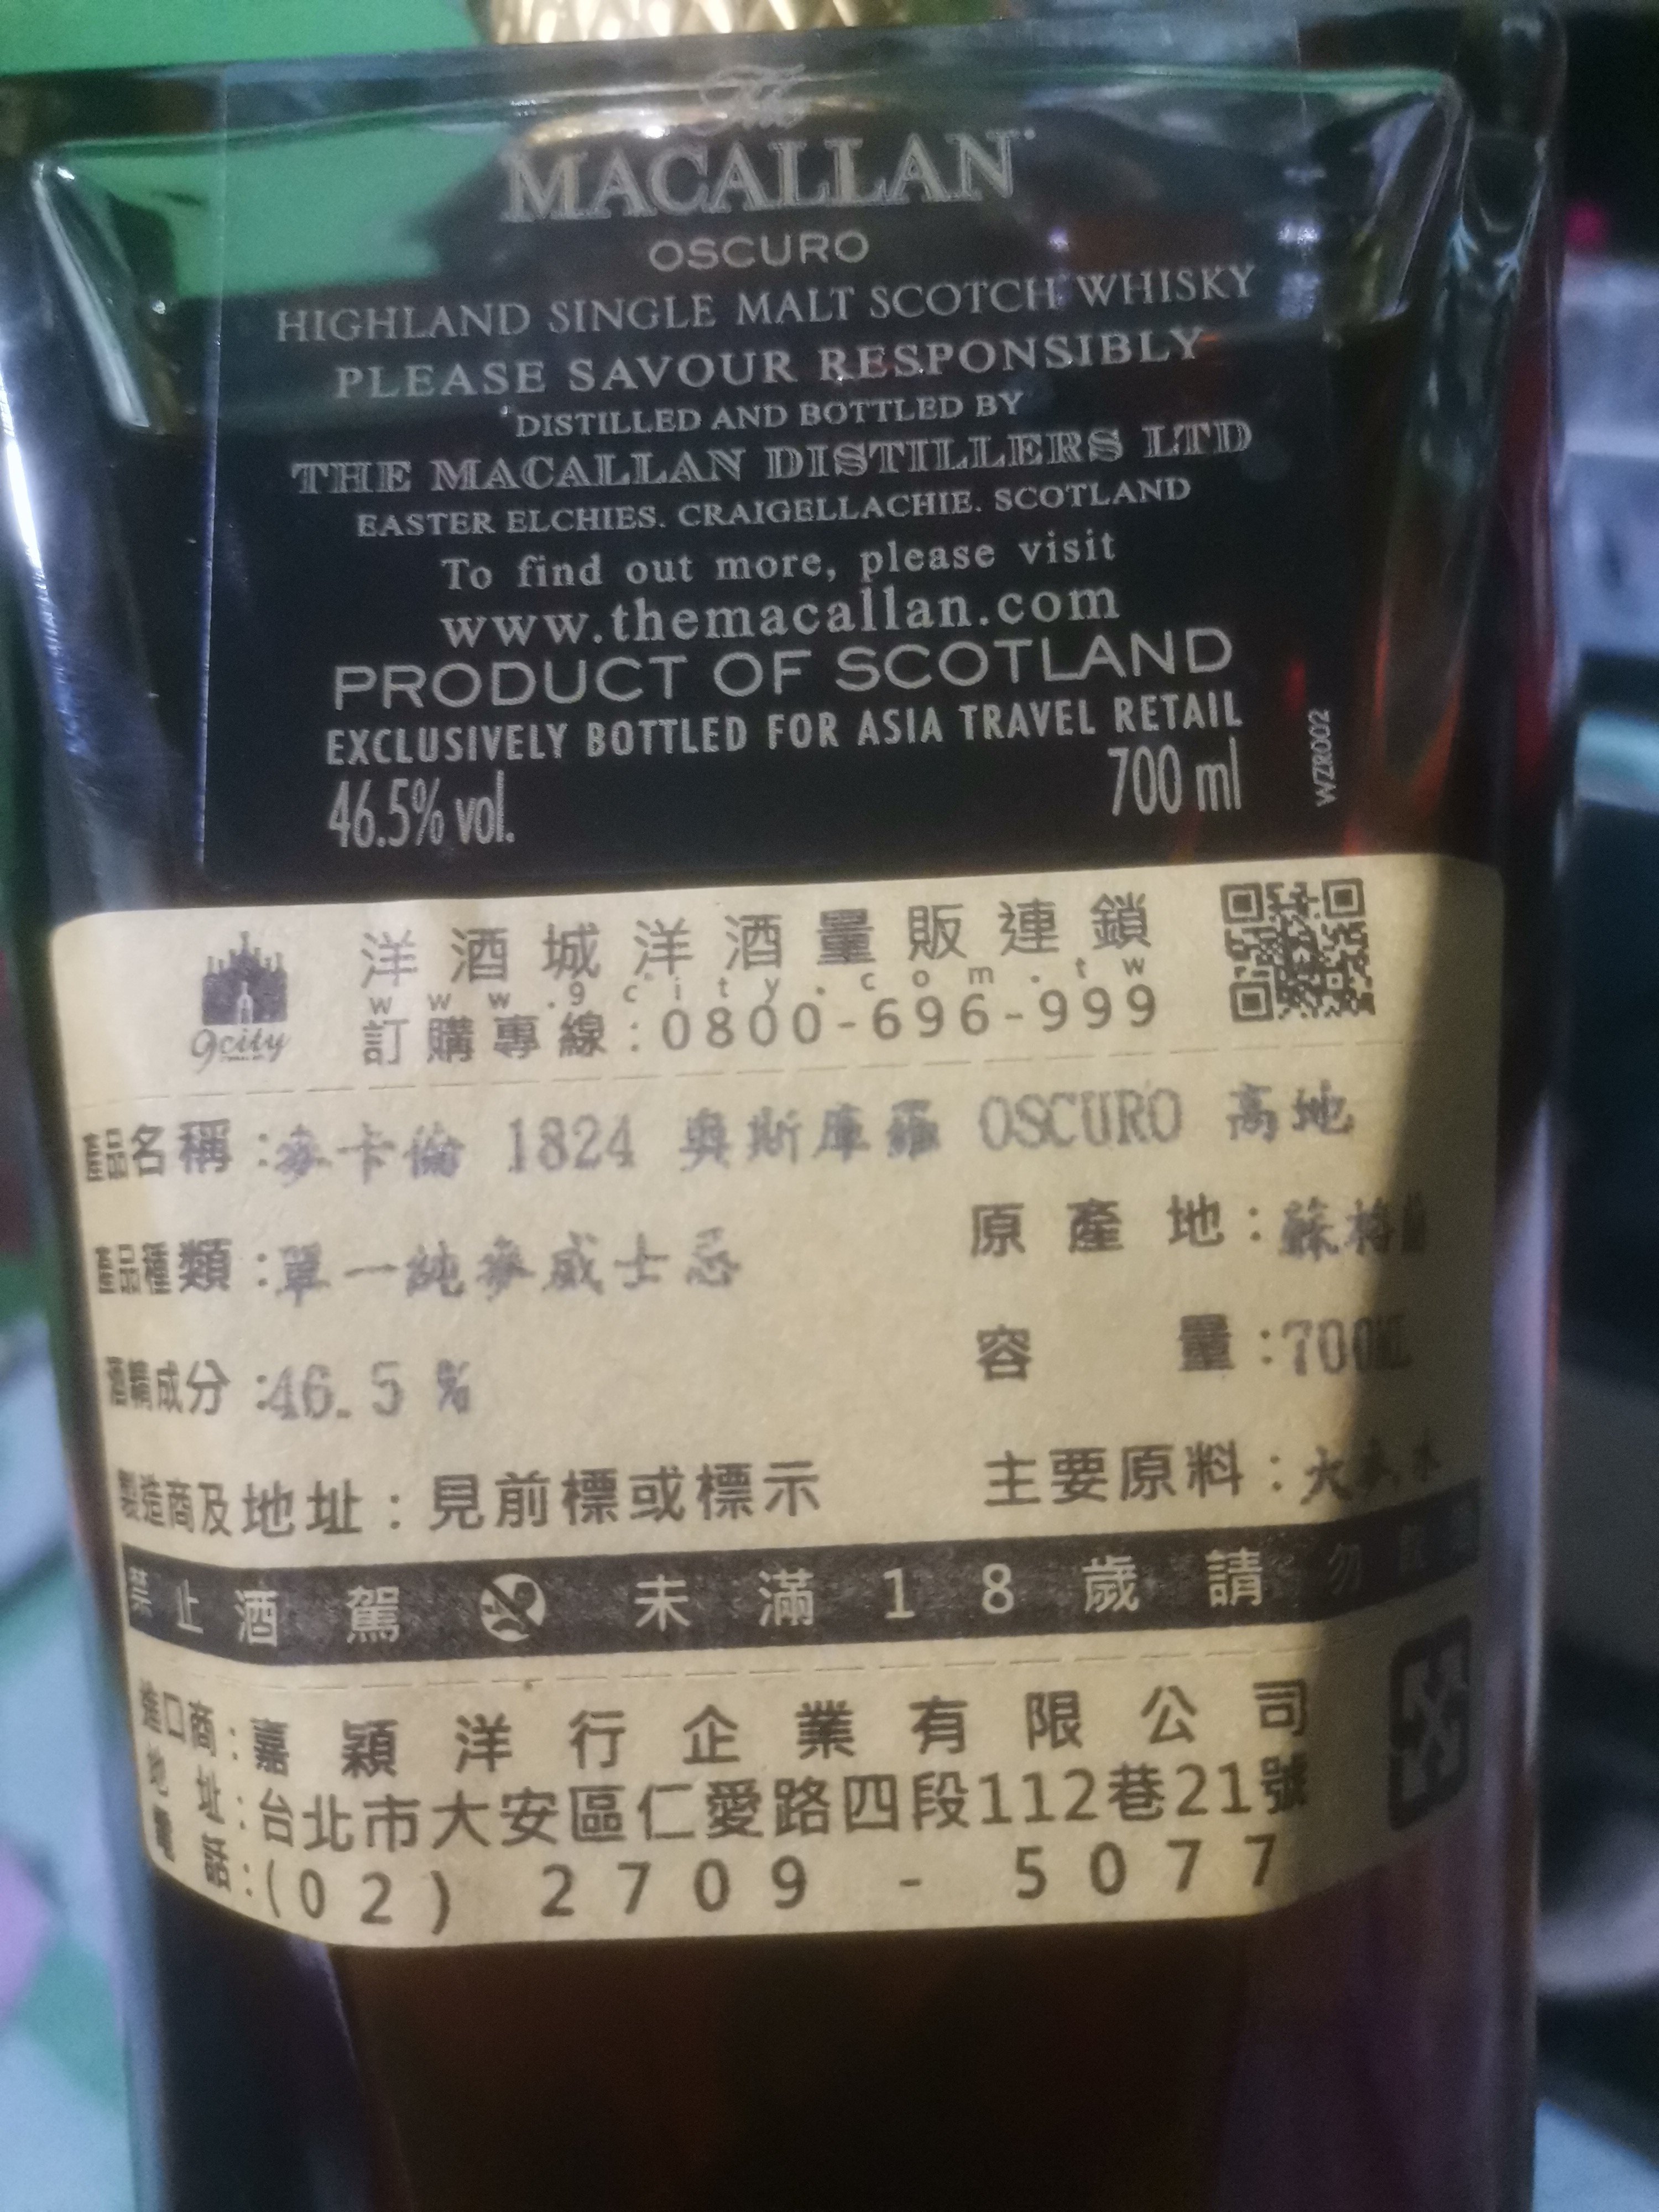 The
MACALLAN
OSCURO
HIGHLAND SINGLE MALT SCOTCH WHISKY
PLEASE SAVOUR RESPONSIBLY
DISTILLED AND BOTTLED BY
THE MACALLAN DISTILLERS LTD
EASTER ELCHIES. CRAIGELLACHIE. SCOTLAND
To find out more, please visit
www.themacallan.com
PRODUCT OF SCOTLAND
EXCLUSIVELY BOTTLED FOR ASIA TRAVEL RETAIL
46.5% vol. 700 ml
WZR002
洋酒城洋酒量販連鎖
www.9city.com.tw
9city 訂購專線:0800-696-999
產品名稱:麥卡倫 1824 奧斯庫羅 OSCURO 高地
產品種類:單一純麥威士忌 原產地:蘇格蘭
酒精成分:46.5 % 容量:700ML
製造商及地址:見前標或標示 主要原料:大麥水
禁止酒駕 未滿18歲請勿飲酒
進口商:嘉穎洋行企業有限公司
地址:台北市大安區仁愛路四段112巷21號
電話:(02) 2709 - 5077